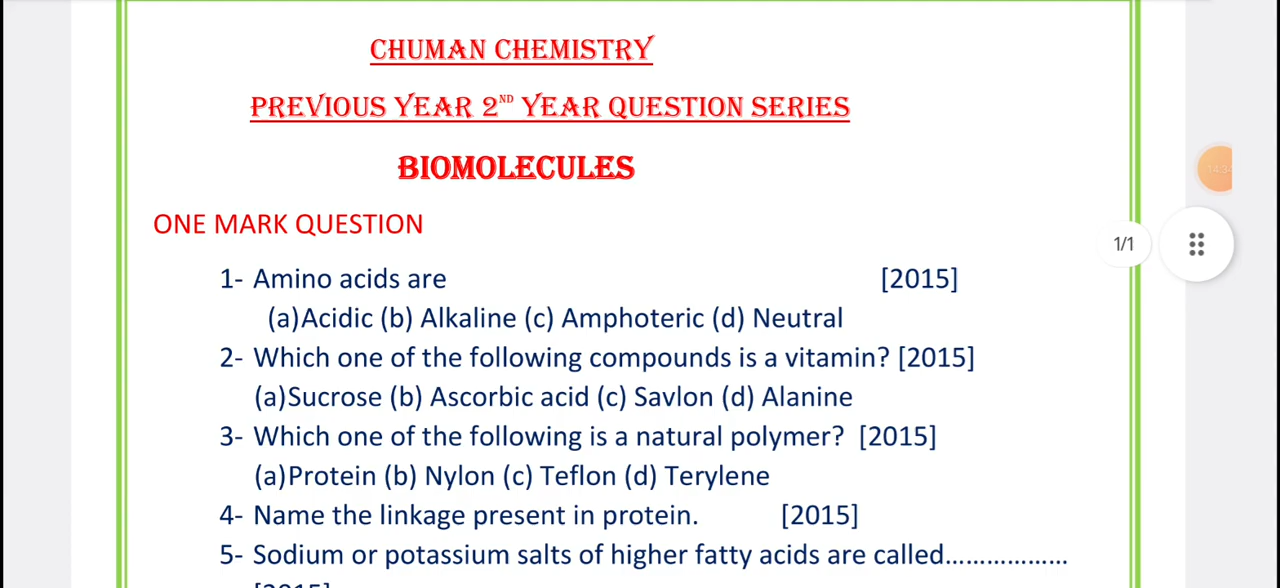 CHUMAN CHEMISTRY
PREVIOUS YEAR 2ND YEAR QUESTION SERIES
BIOMOLECULES
ONE MARK QUESTION
1- Amino acids are [2015]
(a)Acidic (b) Alkaline (c) Amphoteric (d) Neutral
2- Which one of the following compounds is a vitamin? [2015]
(a)Sucrose (b) Ascorbic acid (c) Savlon (d) Alanine
3- Which one of the following is a natural polymer? [2015]
(a)Protein (b) Nylon (c) Teflon (d) Terylene
4- Name the linkage present in protein. [2015]
5- Sodium or potassium salts of higher fatty acids are called..................
[2015]
1/1